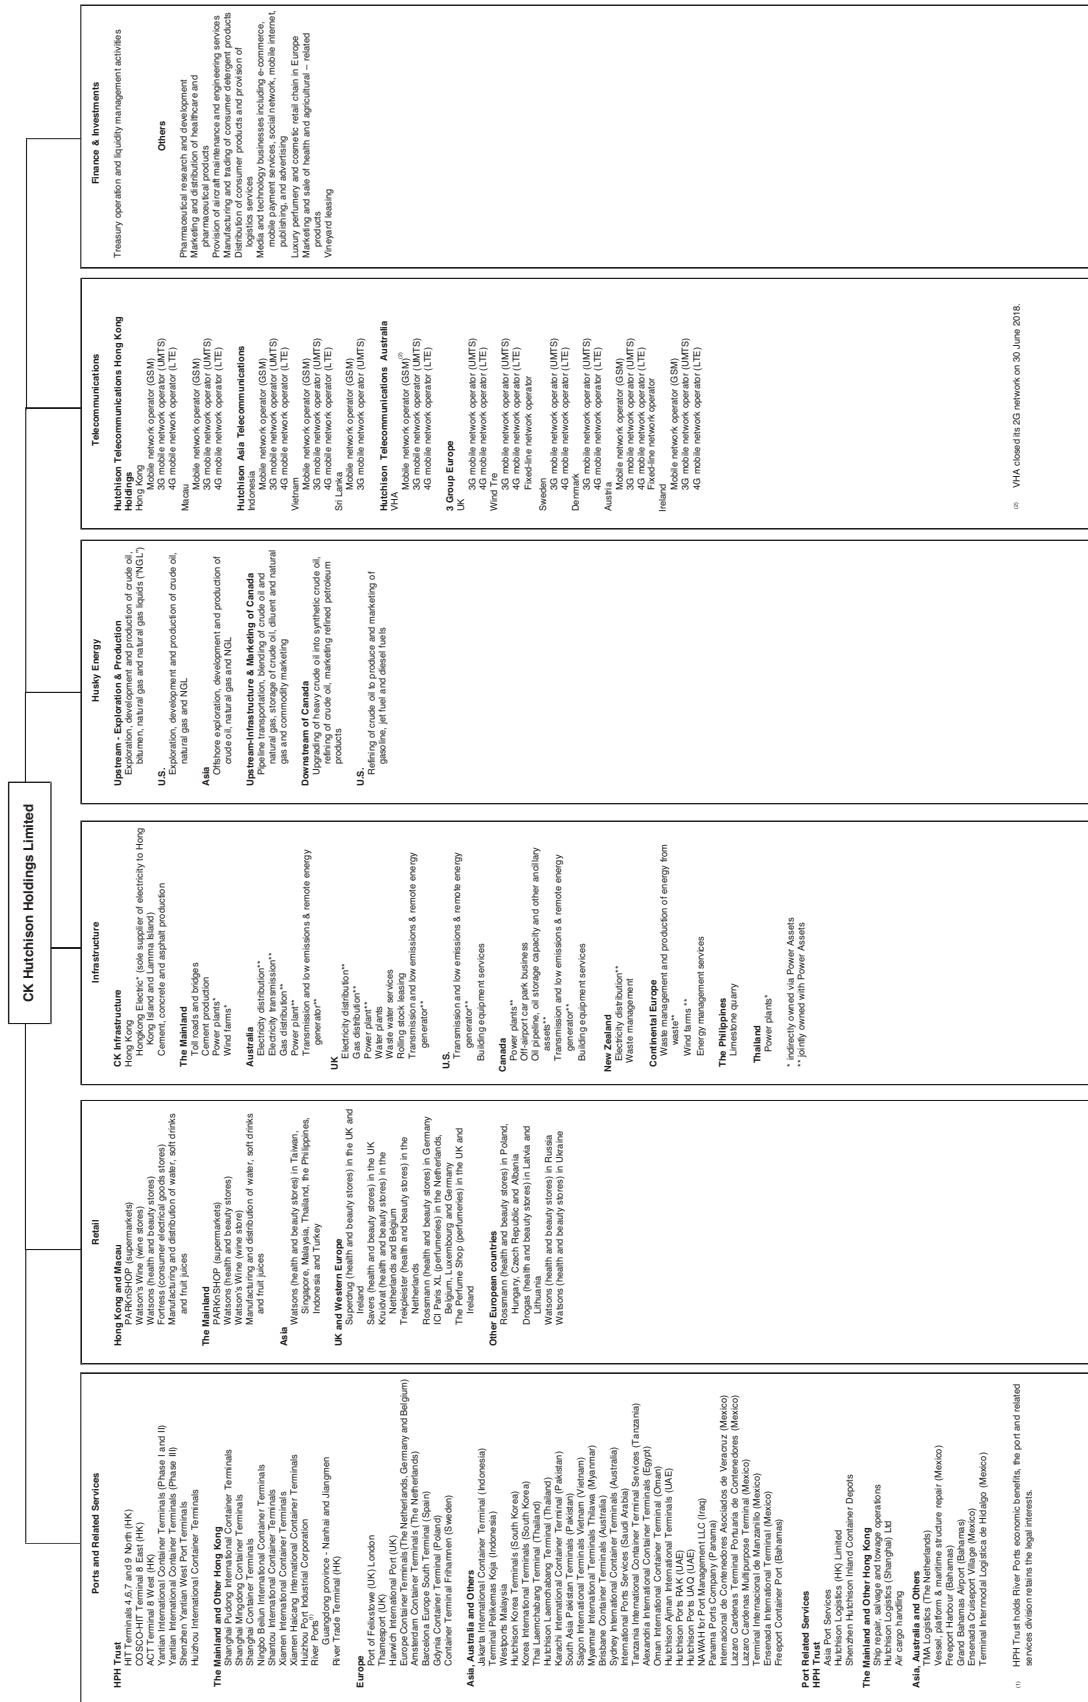 CK Hutchison Holdings Limited
Ports and Related Services
HPH Trust
HIT Terminals 4,6,7 and 9 North (HK)
COSCO-HIT Terminal 8 East (HK)
ACT Terminal 8 West (HK)
Yantian International Container Terminals (Phase I and II)
Yantian International Container Terminals (Phase III)
Shenzhen Yantian West Port Terminals
Huizhou International Container Terminals
The Mainland and Other Hong Kong
Shanghai Pudong International Container Terminals
Shanghai Mingdong Container Terminals
Shanghai Container Terminals
Ningbo Beilun International Container Terminals
Shantou International Container Terminals
Xiamen International Container Terminals
Xiamen Haicang International Container Terminals
Huizhou Port Industrial Corporation
River Ports(1)
Guangdong province - Nanhai and Jiangmen
River Trade Terminal (HK)
Europe
Port of Felixstowe (UK) London
Thamesport (UK)
Harwich International Port (UK)
Europe Container Terminals (The Netherlands, Germany and Belgium)
Amsterdam Container Terminals (The Netherlands)
Barcelona Europe South Terminal (Spain)
Gdynia Container Terminal (Poland)
Container Terminal Frihamnen (Sweden)
Asia, Australia and Others
Jakarta International Container Terminal (Indonesia)
Terminal Petikemas Koja (Indonesia)
Westports Malaysia
Hutchison Korea Terminals (South Korea)
Korea International Terminals (South Korea)
Thai Laemchabang Terminal (Thailand)
Hutchison Laemchabang Terminal (Thailand)
Karachi International Container Terminal (Pakistan)
South Asia Pakistan Terminals (Pakistan)
Saigon International Terminals Vietnam (Vietnam)
Myanmar International Terminals Thilawa (Myanmar)
Brisbane Container Terminals (Australia)
Sydney International Container Terminals (Australia)
International Ports Services (Saudi Arabia)
Tanzania International Container Terminal Services (Tanzania)
Alexandria International Container Terminals (Egypt)
Oman International Container Terminal (Oman)
Hutchison Ajman International Terminals (UAE)
Hutchison Ports RAK (UAE)
Hutchison Ports UAQ (UAE)
NAWAH for Port Management LLC (Iraq)
Panama Ports Company (Panama)
Internacional de Contenedores Asociados de Veracruz (Mexico)
Lazaro Cardenas Terminal Portuaria de Contenedores (Mexico)
Lazaro Cardenas Multipurpose Terminal (Mexico)
Terminal Internacional de Manzanillo (Mexico)
Ensenada International Terminal (Mexico)
Freeport Container Port (Bahamas)
Port Related Services
HPH Trust
Asia Port Services
Hutchison Logistics (HK) Limited
Shenzhen Hutchison Inland Container Depots
The Mainland and Other Hong Kong
Ship repair, salvage and towage operations
Hutchison Logistics (Shanghai) Ltd
Air cargo handling
Asia, Australia and Others
TMA Logistics (The Netherlands)
Vessel, platform & maritime structure repair (Mexico)
Freeport Harbour (Bahamas)
Grand Bahamas Airport (Bahamas)
Ensenada Cruiseport Village (Mexico)
Terminal Intermodal Logistica de Hidalgo (Mexico)
(1) HPH Trust holds River Ports economic benefits, the port and related
services division retains the legal interests.
Retail
Hong Kong and Macau
PARKnSHOP (supermarkets)
Watson's Wine (wine stores)
Watsons (health and beauty stores)
Fortress (consumer electrical goods stores)
Manufacturing and distribution of water, soft drinks
and fruit juices
The Mainland
PARKnSHOP (supermarkets)
Watsons (health and beauty stores)
Watson's Wine (wine store)
Manufacturing and distribution of water, soft drinks
and fruit juices
Asia
Watsons (health and beauty stores) in Taiwan,
Singapore, Malaysia, Thailand, the Philippines,
Indonesia and Turkey
UK and Western Europe
Superdrug (health and beauty stores) in the UK and
Ireland
Savers (health and beauty stores) in the UK
Kruidvat (health and beauty stores) in the
Netherlands and Belgium
Trekpleister (health and beauty stores) in the
Netherlands
Rossmann (health and beauty stores) in Germany
ICI Paris XL (perfumeries) in the Netherlands,
Belgium, Luxembourg and Germany
The Perfume Shop (perfumeries) in the UK and
Ireland
Other European countries
Rossmann (health and beauty stores) in Poland,
Hungary, Czech Republic and Albania
Drogas (health and beauty stores) in Latvia and
Lithuania
Watsons (health and beauty stores) in Russia
Watsons (health and beauty stores) in Ukraine
Infrastructure
CK Infrastructure
Hong Kong
Hongkong Electric* (sole supplier of electricity to Hong
Kong Island and Lamma Island)
Cement, concrete and asphalt production
The Mainland
Toll roads and bridges
Cement production
Power plants*
Wind farms*
Australia
Electricity distribution**
Electricity transmission**
Gas distribution**
Power plant**
Transmission and low emissions & remote energy
generator**
UK
Electricity distribution**
Gas distribution**
Power plant**
Water plants
Waste water services
Rolling stock leasing
Transmission and low emissions & remote energy
generator**
U.S.
Transmission and low emissions & remote energy
generator**
Building equipment services
Canada
Power plants**
Off-airport car park business
Oil pipeline, oil storage capacity and other ancillary
assets**
Transmission and low emissions & remote energy
generator**
Building equipment services
New Zealand
Electricity distribution**
Waste management
Continental Europe
Waste management and production of energy from
waste**
Wind farms **
Energy management services
The Philippines
Limestone quarry
Thailand
Power plants*
* indirectly owned via Power Assets
** jointly owned with Power Assets
Husky Energy
Upstream - Exploration & Production
Exploration, development and production of crude oil,
bitumen, natural gas and natural gas liquids ("NGL")
U.S.
Exploration, development and production of crude oil,
natural gas and NGL
Asia
Offshore exploration, development and production of
crude oil, natural gas and NGL
Upstream-Infrastructure & Marketing of Canada
Pipeline transportation, blending of crude oil and
natural gas, storage of crude oil, diluent and natural
gas and commodity marketing
Downstream of Canada
Upgrading of heavy crude oil into synthetic crude oil,
refining of crude oil, marketing refined petroleum
products
U.S.
Refining of crude oil to produce and marketing of
gasoline, jet fuel and diesel fuels
Telecommunications
Hutchison Telecommunications Hong Kong
Holdings
Hong Kong
Mobile network operator (GSM)
3G mobile network operator (UMTS)
4G mobile network operator (LTE)
Macau
Mobile network operator (GSM)
3G mobile network operator (UMTS)
4G mobile network operator (LTE)
Hutchison Asia Telecommunications
Indonesia
Mobile network operator (GSM)
3G mobile network operator (UMTS)
4G mobile network operator (LTE)
Vietnam
Mobile network operator (GSM)
3G mobile network operator (UMTS)
4G mobile network operator (LTE)
Sri Lanka
Mobile network operator (GSM)
3G mobile network operator (UMTS)
Hutchison Telecommunications Australia
VHA
Mobile network operator (GSM)(2)
3G mobile network operator (UMTS)
4G mobile network operator (LTE)
3 Group Europe
UK
3G mobile network operator (UMTS)
4G mobile network operator (LTE)
Wind Tre
3G mobile network operator (UMTS)
4G mobile network operator (LTE)
Fixed-line network operator
Sweden
3G mobile network operator (UMTS)
4G mobile network operator (LTE)
Denmark
3G mobile network operator (UMTS)
4G mobile network operator (LTE)
Austria
Mobile network operator (GSM)
3G mobile network operator (UMTS)
4G mobile network operator (LTE)
Fixed-line network operator
Ireland
Mobile network operator (GSM)
3G mobile network operator (UMTS)
4G mobile network operator (LTE)
(2) VHA closed its 2G network on 30 June 2018.
Finance & Investments
Treasury operation and liquidity management activities
Others
Pharmaceutical research and development
Marketing and distribution of healthcare and
pharmaceutical products
Provision of aircraft maintenance and engineering services
Manufacturing and trading of consumer detergent products
Distribution of consumer products and provision of
logistics services
Media and technology businesses including e-commerce,
mobile payment services, social network, mobile internet,
publishing, and advertising
Luxury perfumery and cosmetic retail chain in Europe
Marketing and sale of health and agricultural – related
products
Vineyard leasing